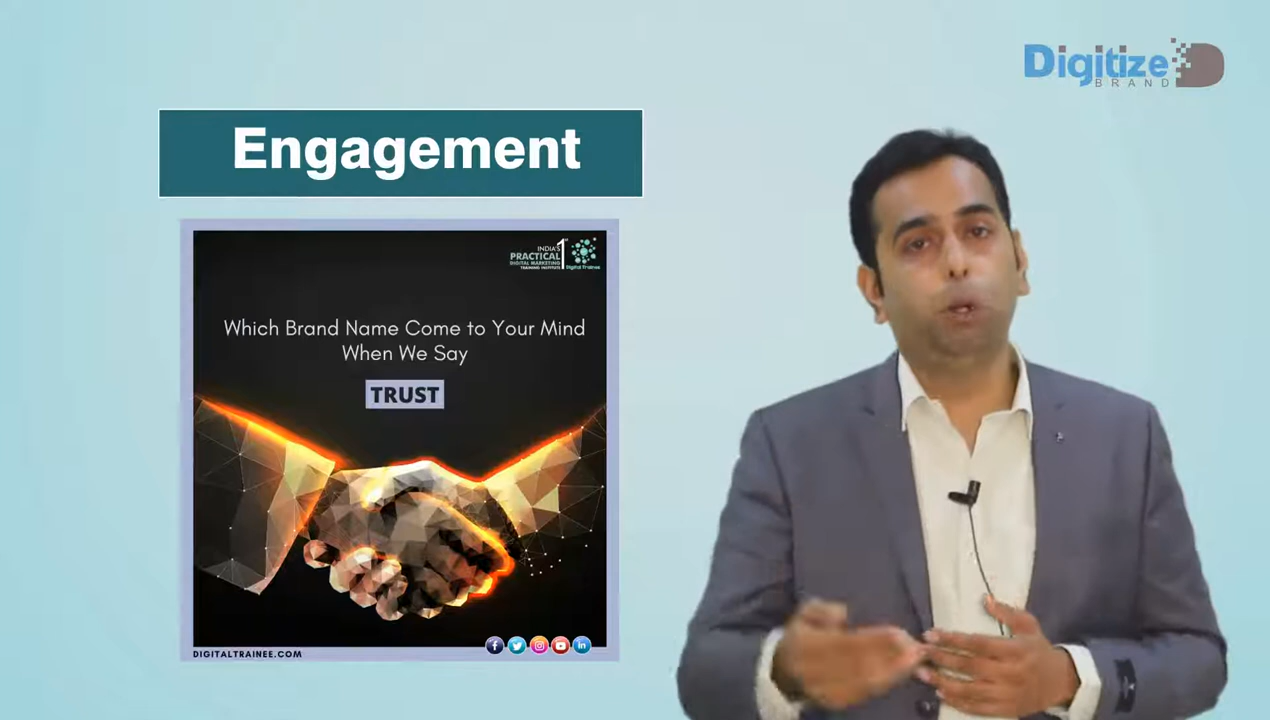 Digitize
BRAND
Engagement
INDIA'S
PRACTICAL 1st
DIGITAL MARKETING
TRAINING INSTITUTE
Digital Trainee
Which Brand Name Come to Your Mind
When We Say
TRUST
DIGITALTRAINEE.COM